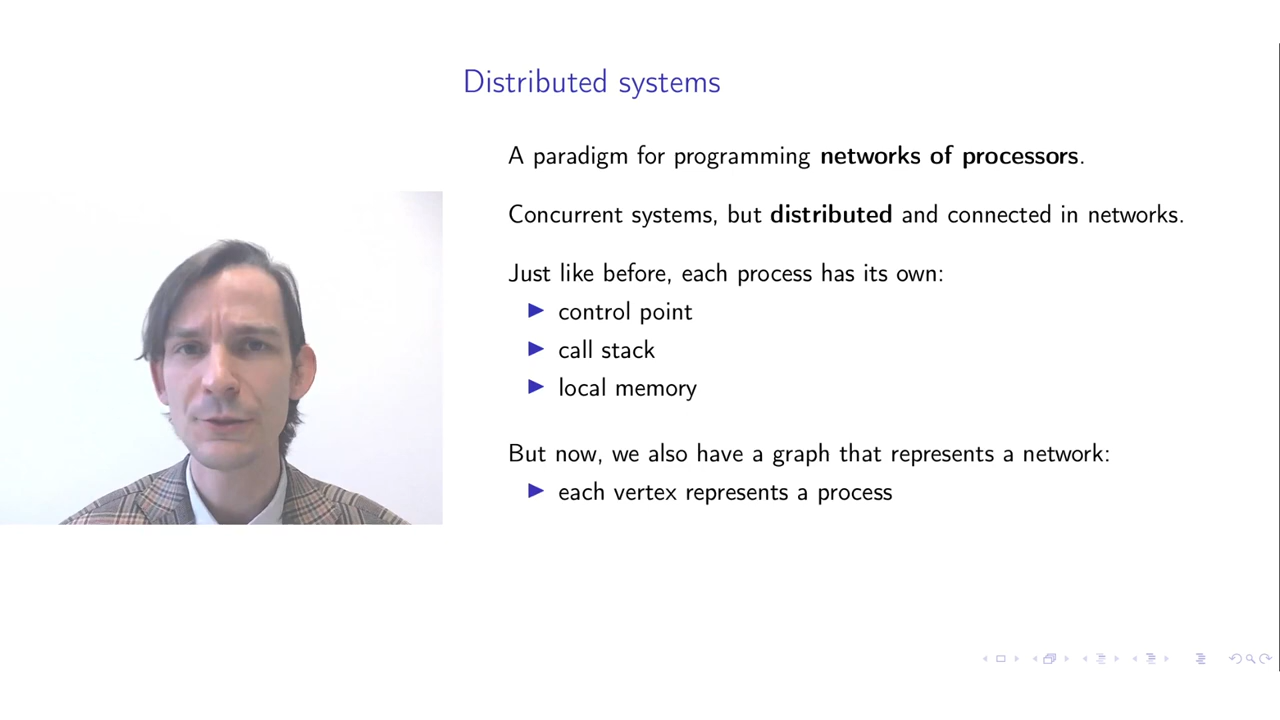 Distributed systems
A paradigm for programming networks of processors.
Concurrent systems, but distributed and connected in networks.
Just like before, each process has its own:
control point
call stack
local memory
But now, we also have a graph that represents a network:
each vertex represents a process